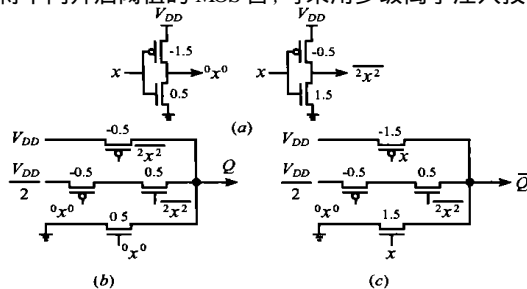 V_DD V_DD
-1.5 -0.5
x ⁰x⁰ x ²x²
0.5 1.5
(a)
V_DD -0.5 ²x² Q
V_DD/2 -0.5 0.5
⁰x⁰ ²x²
0 5
⁰x⁰
(b)
-1.5
x Q̅
V_DD/2 -0.5 0.5
⁰x⁰ ²x²
1.5
x
(c)